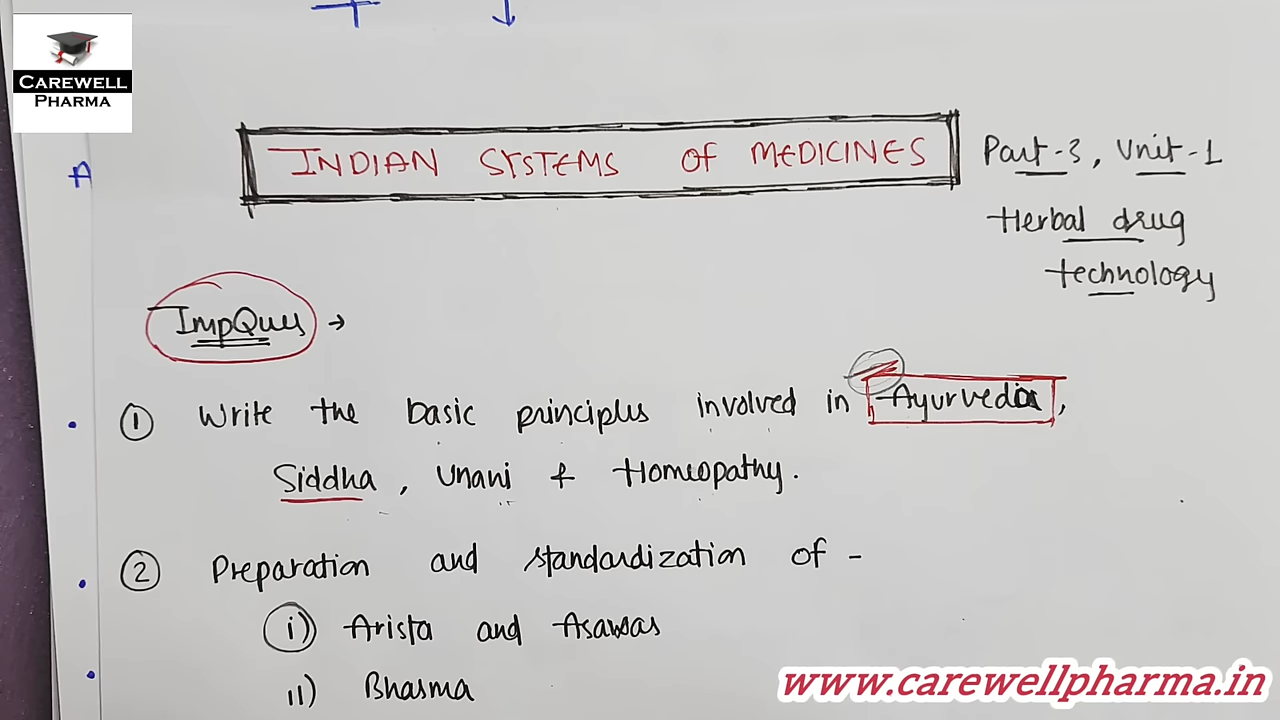 CAREWELL
PHARMA
INDIAN SYSTEMS Of MEDICINES
Part-3, Unit-1
Herbal drug
technology
A
ImpQues →
① Write the basic principles involved in Ayurveda,
Siddha, Unani & Homeopathy.
② Preparation and standardization of -
i) Arista and Asawas
ii) Bhasma
www.carewellpharma.in